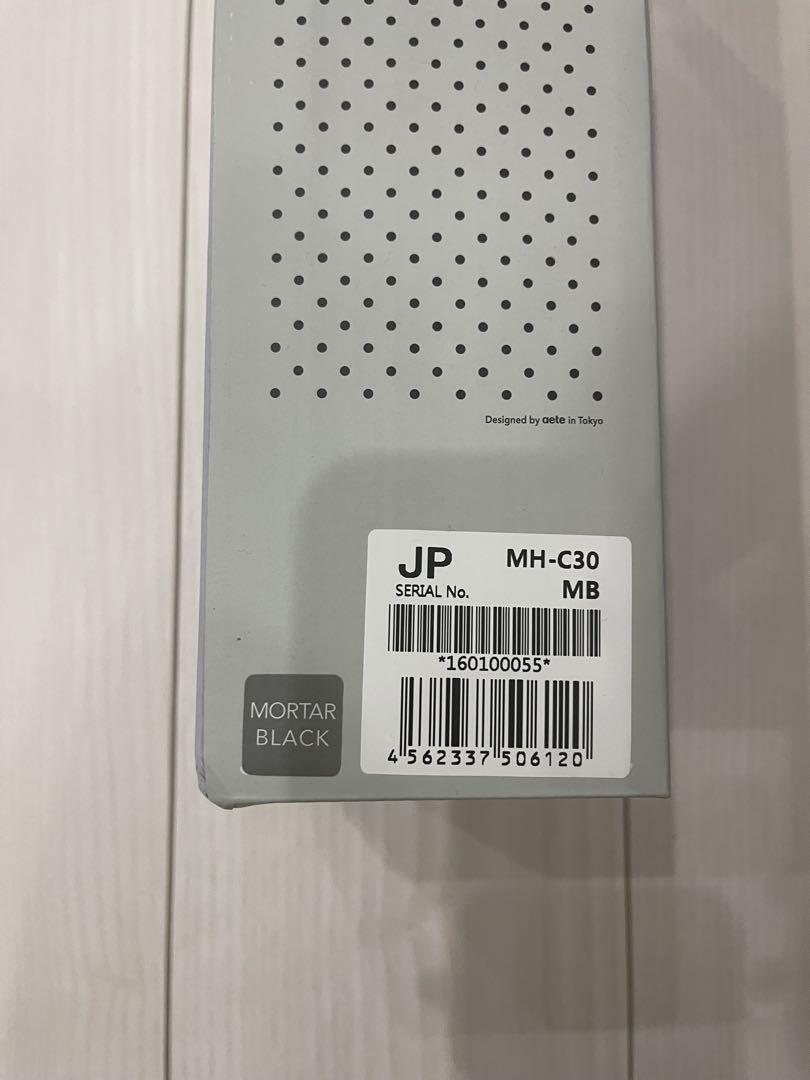 Designed by aete in Tokyo
JP MH-C30
SERIAL No. MB
*160100055*
4 562337 506120
MORTAR
BLACK